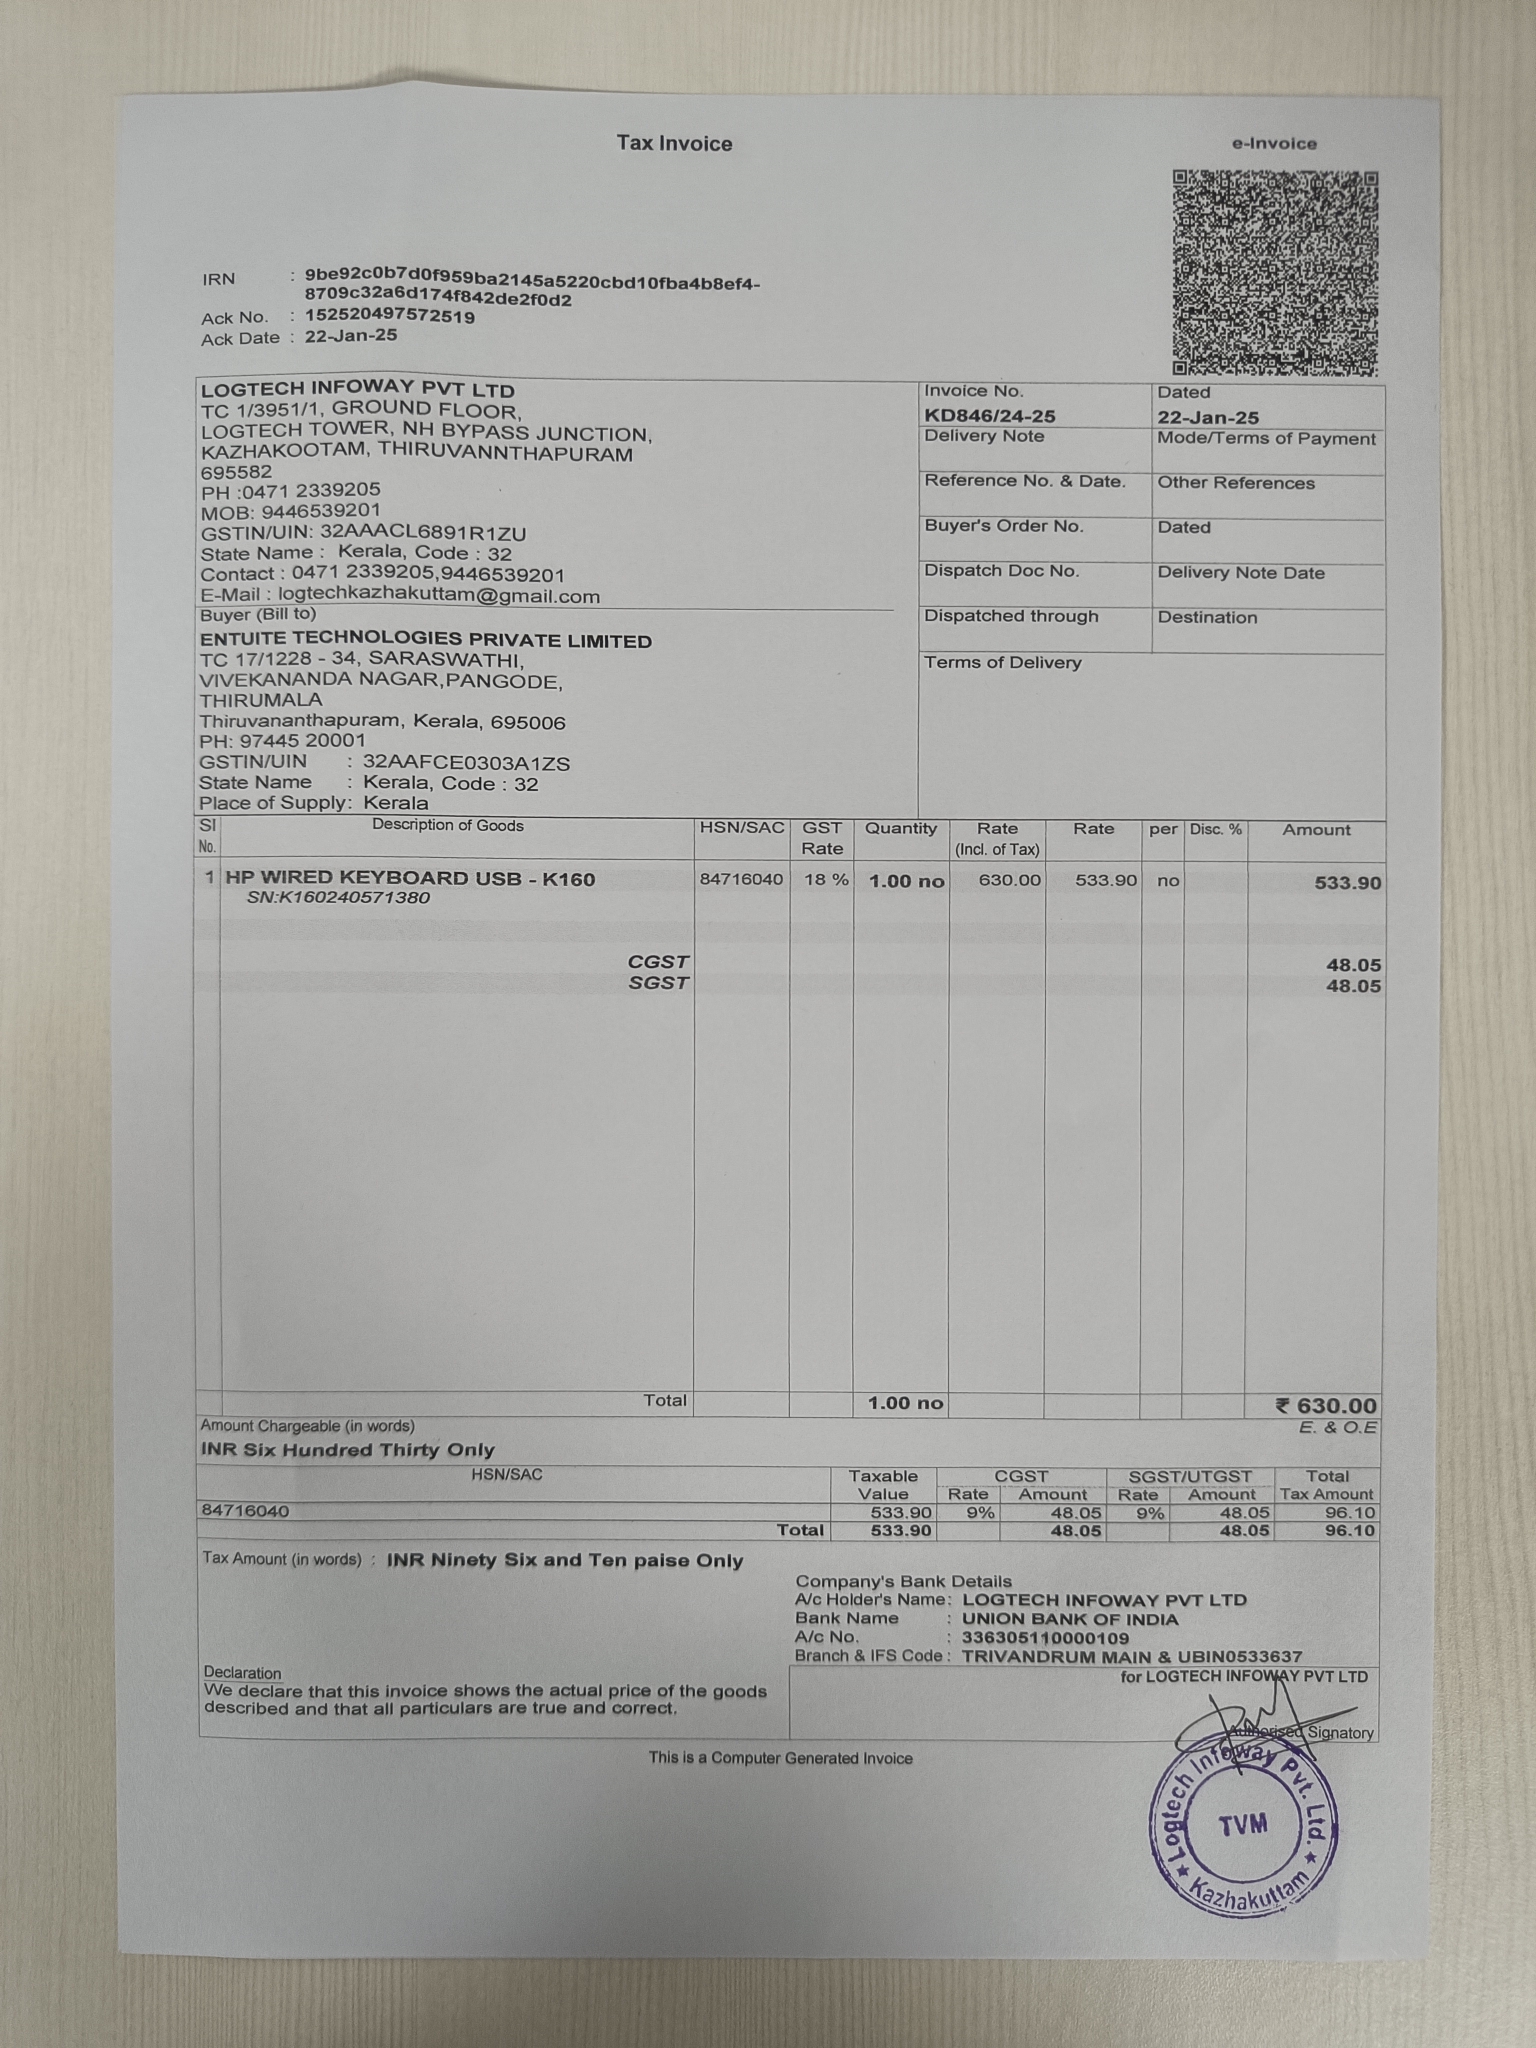 Tax Invoice
e-Invoice
IRN : 9be92c0b7d0f959ba2145a5220cbd10fba4b8ef4-
8709c32a6d174f842de2f0d2
Ack No. : 152520497572519
Ack Date : 22-Jan-25
LOGTECH INFOWAY PVT LTD
TC 1/3951/1, GROUND FLOOR,
LOGTECH TOWER, NH BYPASS JUNCTION,
KAZHAKOOTAM, THIRUVANNTHAPURAM
695582
PH :0471 2339205
MOB: 9446539201
GSTIN/UIN: 32AAACL6891R1ZU
State Name : Kerala, Code : 32
Contact : 0471 2339205,9446539201
E-Mail : logtechkazhakuttam@gmail.com
Invoice No. Dated
KD846/24-25 22-Jan-25
Delivery Note Mode/Terms of Payment
Reference No. & Date. Other References
Buyer's Order No. Dated
Dispatch Doc No. Delivery Note Date
Dispatched through Destination
Terms of Delivery
Buyer (Bill to)
ENTUITE TECHNOLOGIES PRIVATE LIMITED
TC 17/1228 - 34, SARASWATHI,
VIVEKANANDA NAGAR,PANGODE,
THIRUMALA
Thiruvananthapuram, Kerala, 695006
PH: 97445 20001
GSTIN/UIN : 32AAFCE0303A1ZS
State Name : Kerala, Code : 32
Place of Supply: Kerala
Sl Description of Goods HSN/SAC GST Quantity Rate Rate per Disc. % Amount
No. Rate (Incl. of Tax)
1 HP WIRED KEYBOARD USB - K160 84716040 18 % 1.00 no 630.00 533.90 no 533.90
SN:K160240571380
CGST 48.05
SGST 48.05
Total 1.00 no ₹ 630.00
Amount Chargeable (in words) E. & O.E
INR Six Hundred Thirty Only
HSN/SAC Taxable CGST SGST/UTGST Total
Value Rate Amount Rate Amount Tax Amount
84716040 533.90 9% 48.05 9% 48.05 96.10
Total 533.90 48.05 48.05 96.10
Tax Amount (in words) : INR Ninety Six and Ten paise Only
Company's Bank Details
A/c Holder's Name: LOGTECH INFOWAY PVT LTD
Bank Name : UNION BANK OF INDIA
A/c No. : 336305110000109
Branch & IFS Code : TRIVANDRUM MAIN & UBIN0533637
Declaration
We declare that this invoice shows the actual price of the goods
described and that all particulars are true and correct.
for LOGTECH INFOWAY PVT LTD
Authorised Signatory
This is a Computer Generated Invoice
Logtech Infoway Pvt. Ltd.
TVM
★ Kazhakuttam ★